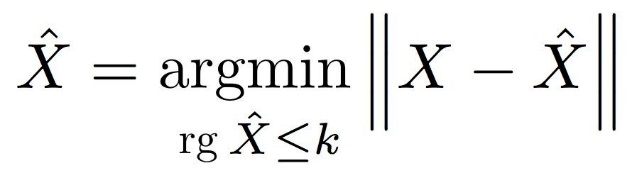 X̂ = argmin ‖X − X̂‖
rg X̂≤k